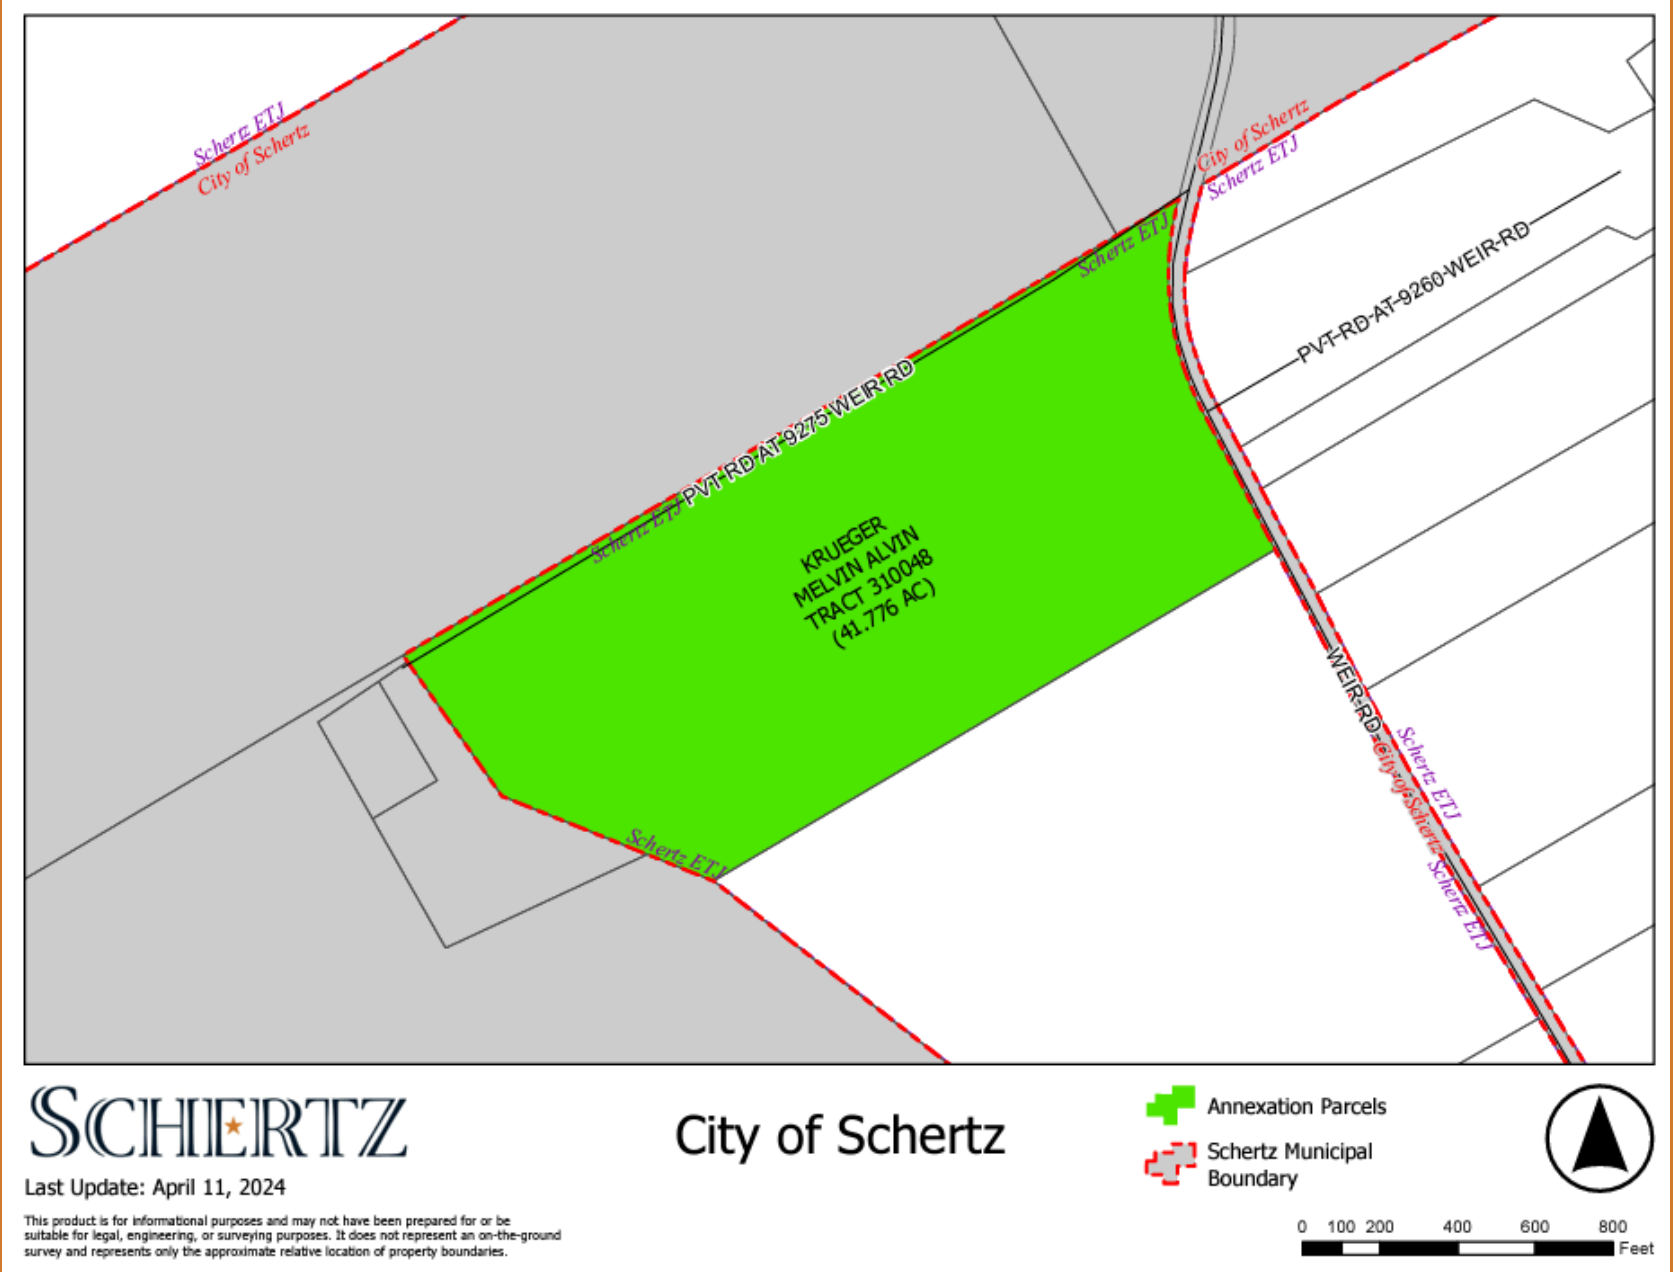 Schertz ETJ
City of Schertz
City of Schertz
Schertz ETJ
Schertz ETJ
PVT-RD-AT-9260-WEIR-RD
PVT-RD-AT-9275-WEIR-RD
Schertz ETJ
KRUEGER
MELVIN ALVIN
TRACT 310048
(41.776 AC)
WEIR-RD
Schertz ETJ
City of Schertz
Schertz ETJ
Schertz ETJ
SCHERTZ
Last Update: April 11, 2024
This product is for informational purposes and may not have been prepared for or be
suitable for legal, engineering, or surveying purposes. It does not represent an on-the-ground
survey and represents only the approximate relative location of property boundaries.
City of Schertz
Annexation Parcels
Schertz Municipal
Boundary
0 100 200 400 600 800
Feet